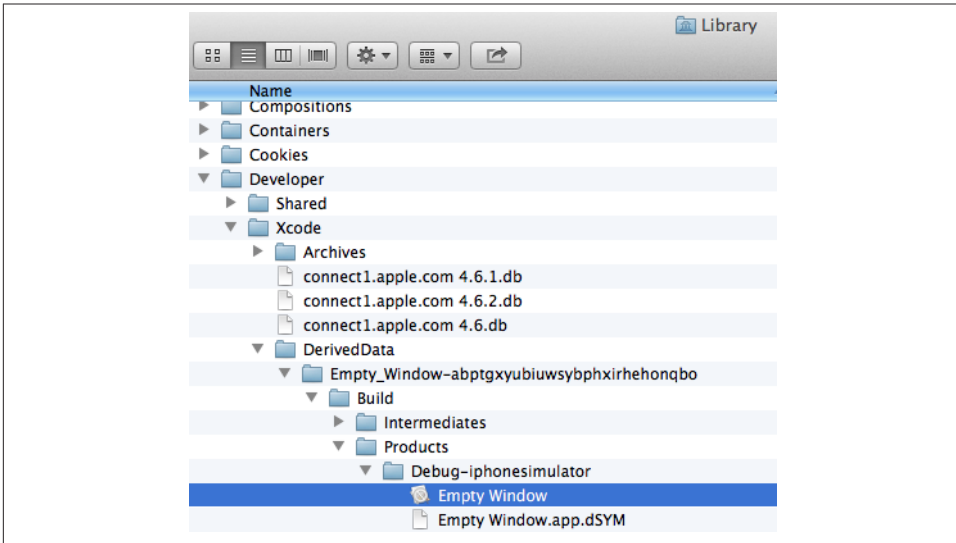 Library
Name
Compositions
Containers
Cookies
Developer
Shared
Xcode
Archives
connect1.apple.com 4.6.1.db
connect1.apple.com 4.6.2.db
connect1.apple.com 4.6.db
DerivedData
Empty_Window-abptgxyubiuwsybphxirhehonqbo
Build
Intermediates
Products
Debug-iphonesimulator
Empty Window
Empty Window.app.dSYM